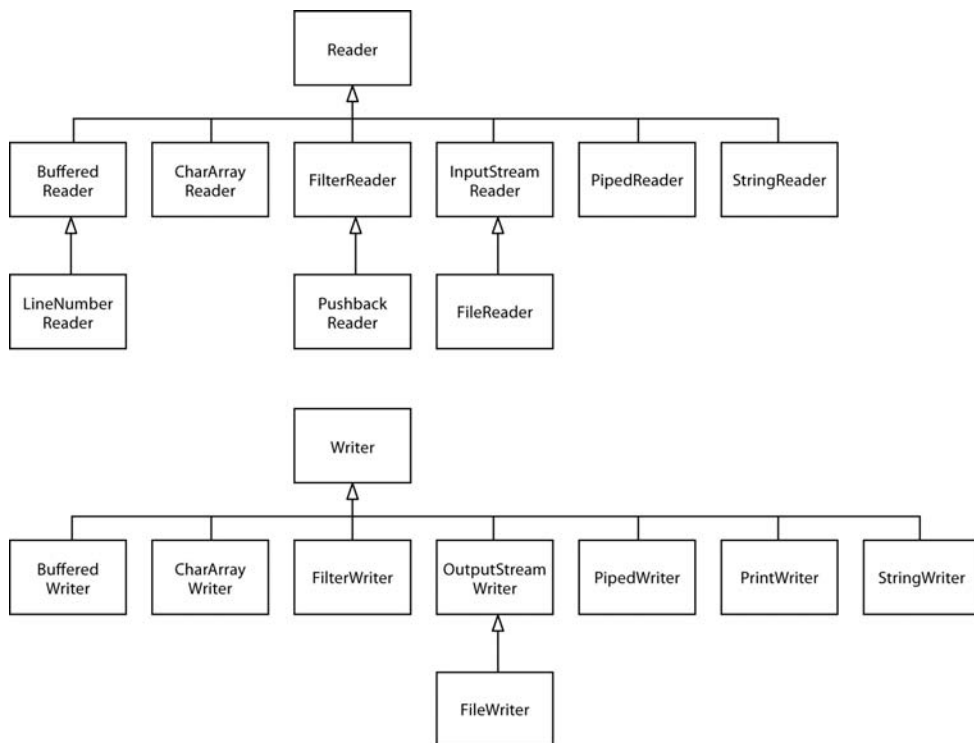 Reader
Buffered
Reader
CharArray
Reader
FilterReader
InputStream
Reader
PipedReader
StringReader
LineNumber
Reader
Pushback
Reader
FileReader
Writer
Buffered
Writer
CharArray
Writer
FilterWriter
OutputStream
Writer
PipedWriter
PrintWriter
StringWriter
FileWriter